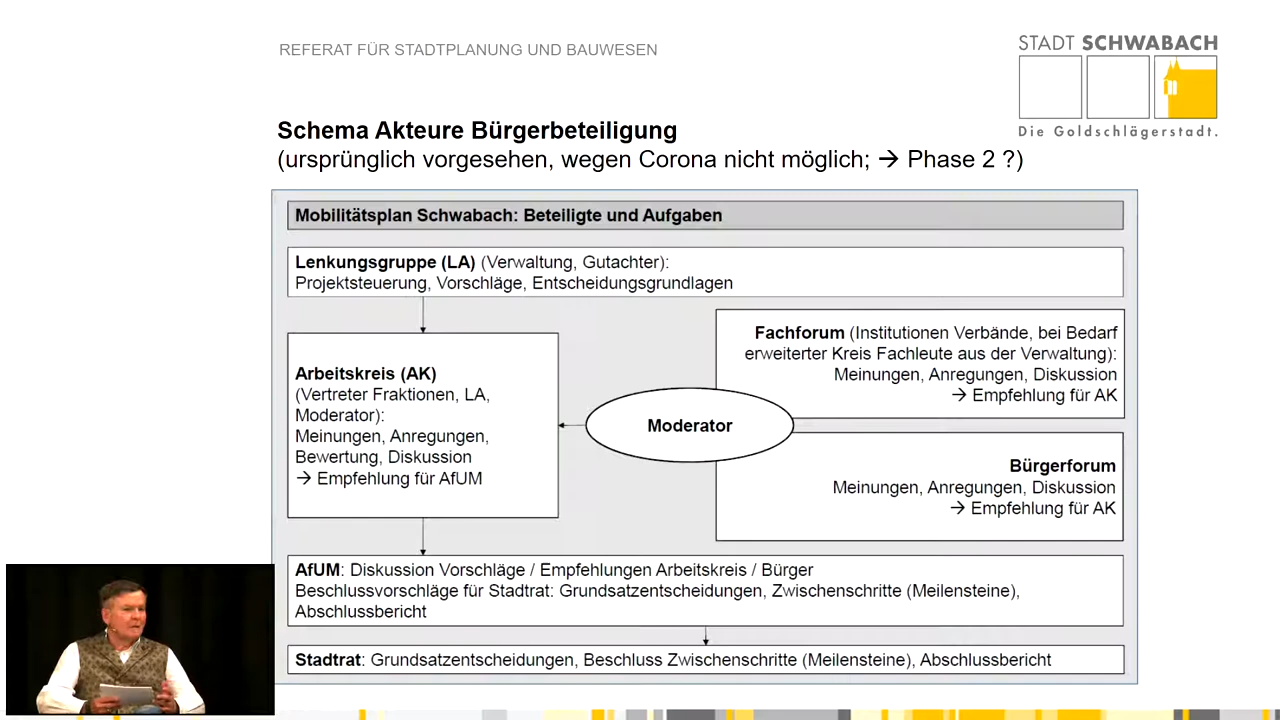 REFERAT FÜR STADTPLANUNG UND BAUWESEN
STADT SCHWABACH
Die Goldschlägerstadt.
Schema Akteure Bürgerbeteiligung
(ursprünglich vorgesehen, wegen Corona nicht möglich; → Phase 2 ?)
Mobilitätsplan Schwabach: Beteiligte und Aufgaben
Lenkungsgruppe (LA) (Verwaltung, Gutachter):
Projektsteuerung, Vorschläge, Entscheidungsgrundlagen
Arbeitskreis (AK)
(Vertreter Fraktionen, LA,
Moderator):
Meinungen, Anregungen,
Bewertung, Diskussion
→ Empfehlung für AfUM
Moderator
Fachforum (Institutionen Verbände, bei Bedarf
erweiterter Kreis Fachleute aus der Verwaltung):
Meinungen, Anregungen, Diskussion
→ Empfehlung für AK
Bürgerforum
Meinungen, Anregungen, Diskussion
→ Empfehlung für AK
AfUM: Diskussion Vorschläge / Empfehlungen Arbeitskreis / Bürger
Beschlussvorschläge für Stadtrat: Grundsatzentscheidungen, Zwischenschritte (Meilensteine),
Abschlussbericht
Stadtrat: Grundsatzentscheidungen, Beschluss Zwischenschritte (Meilensteine), Abschlussbericht